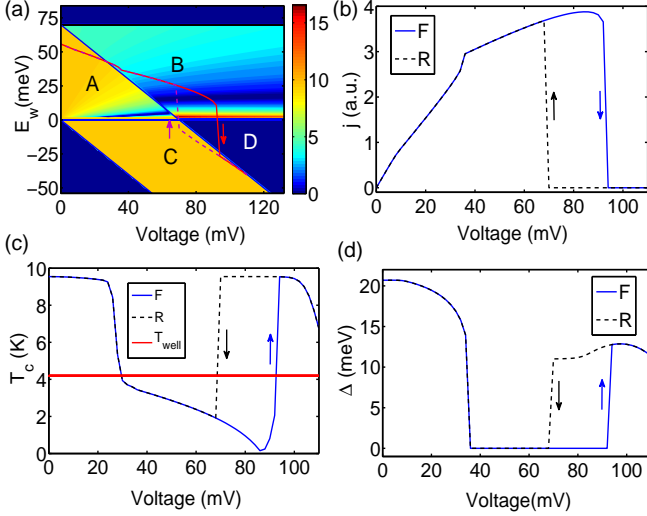 (a)
75
50
25
0
−25
−50
E_w(meV)
A
B
C
D
0
40
80
120
Voltage (mV)
15
10
5
0
(b)
4
3
2
1
0
j (a.u.)
F
R
0
20
40
60
80
100
Voltage (mV)
(c)
10
8
6
4
2
0
T_c (K)
F
R
T_well
0
20
40
60
80
100
Voltage (mV)
(d)
20
15
10
5
0
Δ (meV)
F
R
0
20
40
60
80
100
Voltage(mV)